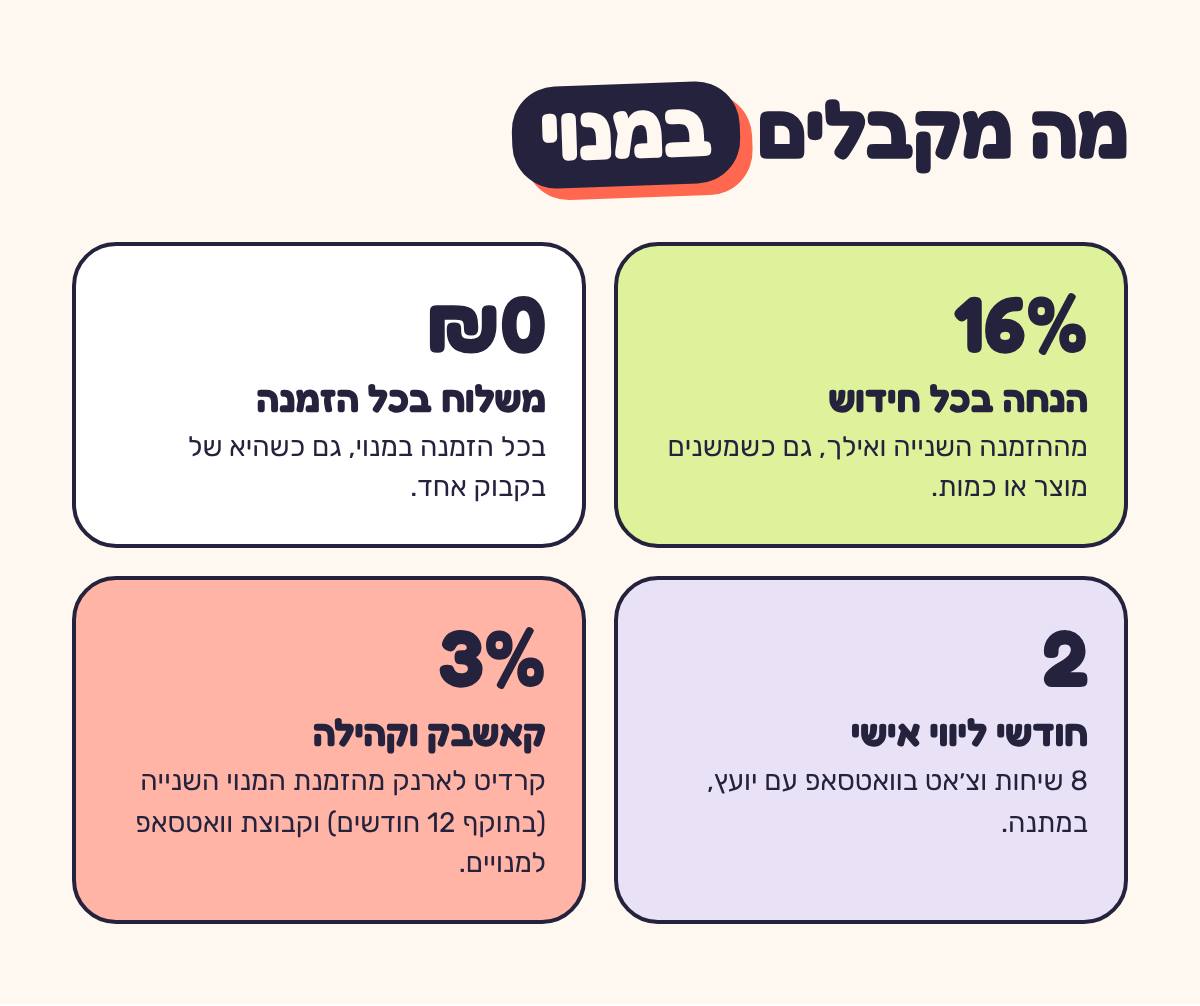 מה מקבלים במנוי
16%
הנחה בכל חידוש
מההזמנה השנייה ואילך, גם כשמשנים
מוצר או כמות.
₪0
משלוח בכל הזמנה
בכל הזמנה במנוי, גם כשהיא של
בקבוק אחד.
2
חודשי ליווי אישי
8 שיחות וצ׳אט בוואטסאפ עם יועץ,
במתנה.
3%
קאשבק וקהילה
קרדיט לארנק מהזמנת המנוי השנייה
(בתוקף 12 חודשים) וקבוצת וואטסאפ
למנויים.